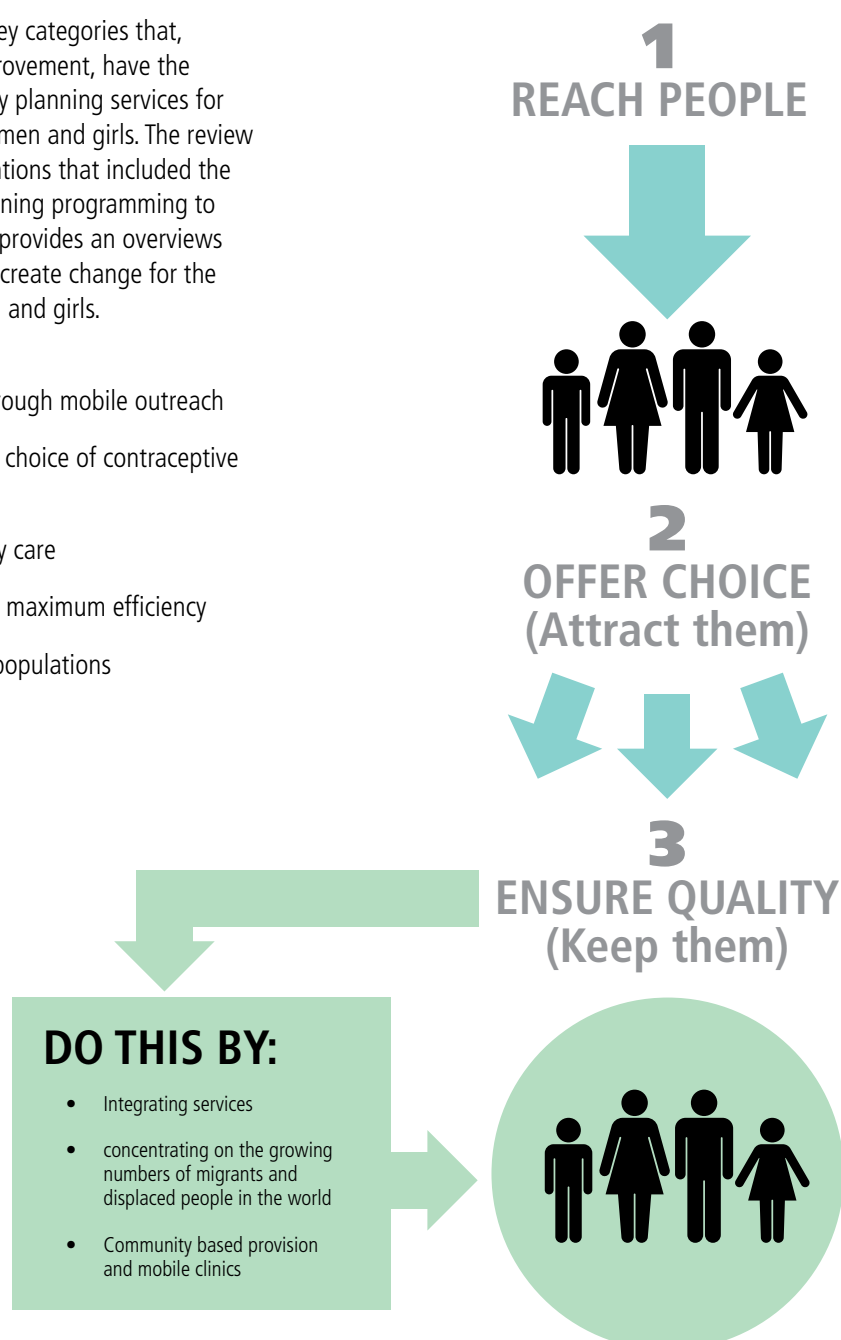 ey categories that,
rovement, have the
y planning services for
men and girls. The review
ations that included the
ning programming to
provides an overviews
create change for the
and girls.
rough mobile outreach
choice of contraceptive
y care
maximum efficiency
populations
1
REACH PEOPLE
2
OFFER CHOICE
(Attract them)
3
ENSURE QUALITY
(Keep them)
DO THIS BY:
• Integrating services
• concentrating on the growing
numbers of migrants and
displaced people in the world
• Community based provision
and mobile clinics